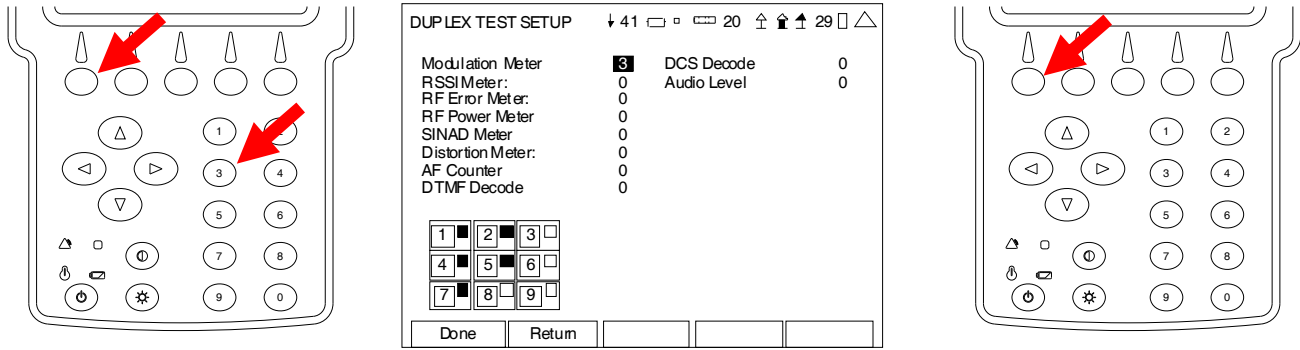 1
2
3
4
5
6
7
8
9
0
DUPLEX TEST SETUP 41 20 29
Modulation Meter 3 DCS Decode 0
RSSI Meter: 0 Audio Level 0
RF Error Meter: 0
RF Power Meter 0
SINAD Meter 0
Distortion Meter: 0
AF Counter 0
DTMF Decode 0
1 2 3
4 5 6
7 8 9
Done Return
1 2
3 4
5 6
7 8
9 0